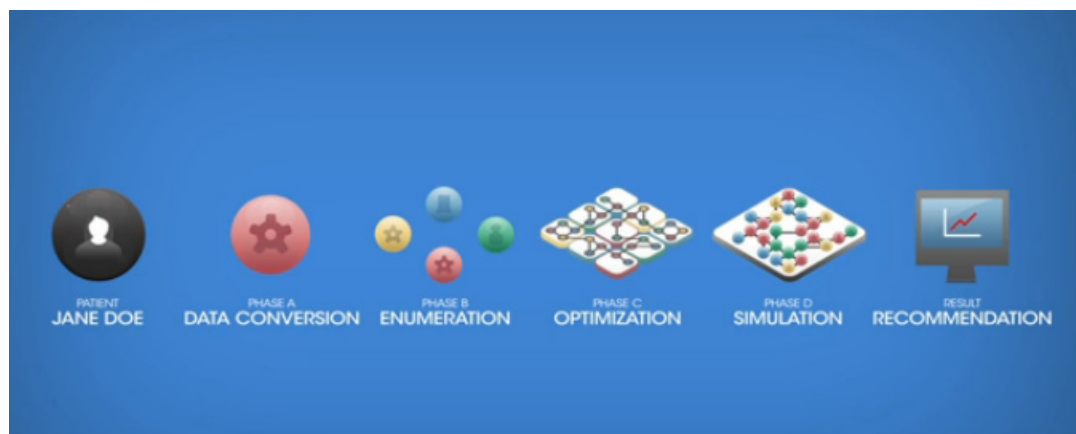 PATIENT
JANE DOE
PHASE A
DATA CONVERSION
PHASE B
ENUMERATION
PHASE C
OPTIMIZATION
PHASE D
SIMULATION
RESULT
RECOMMENDATION